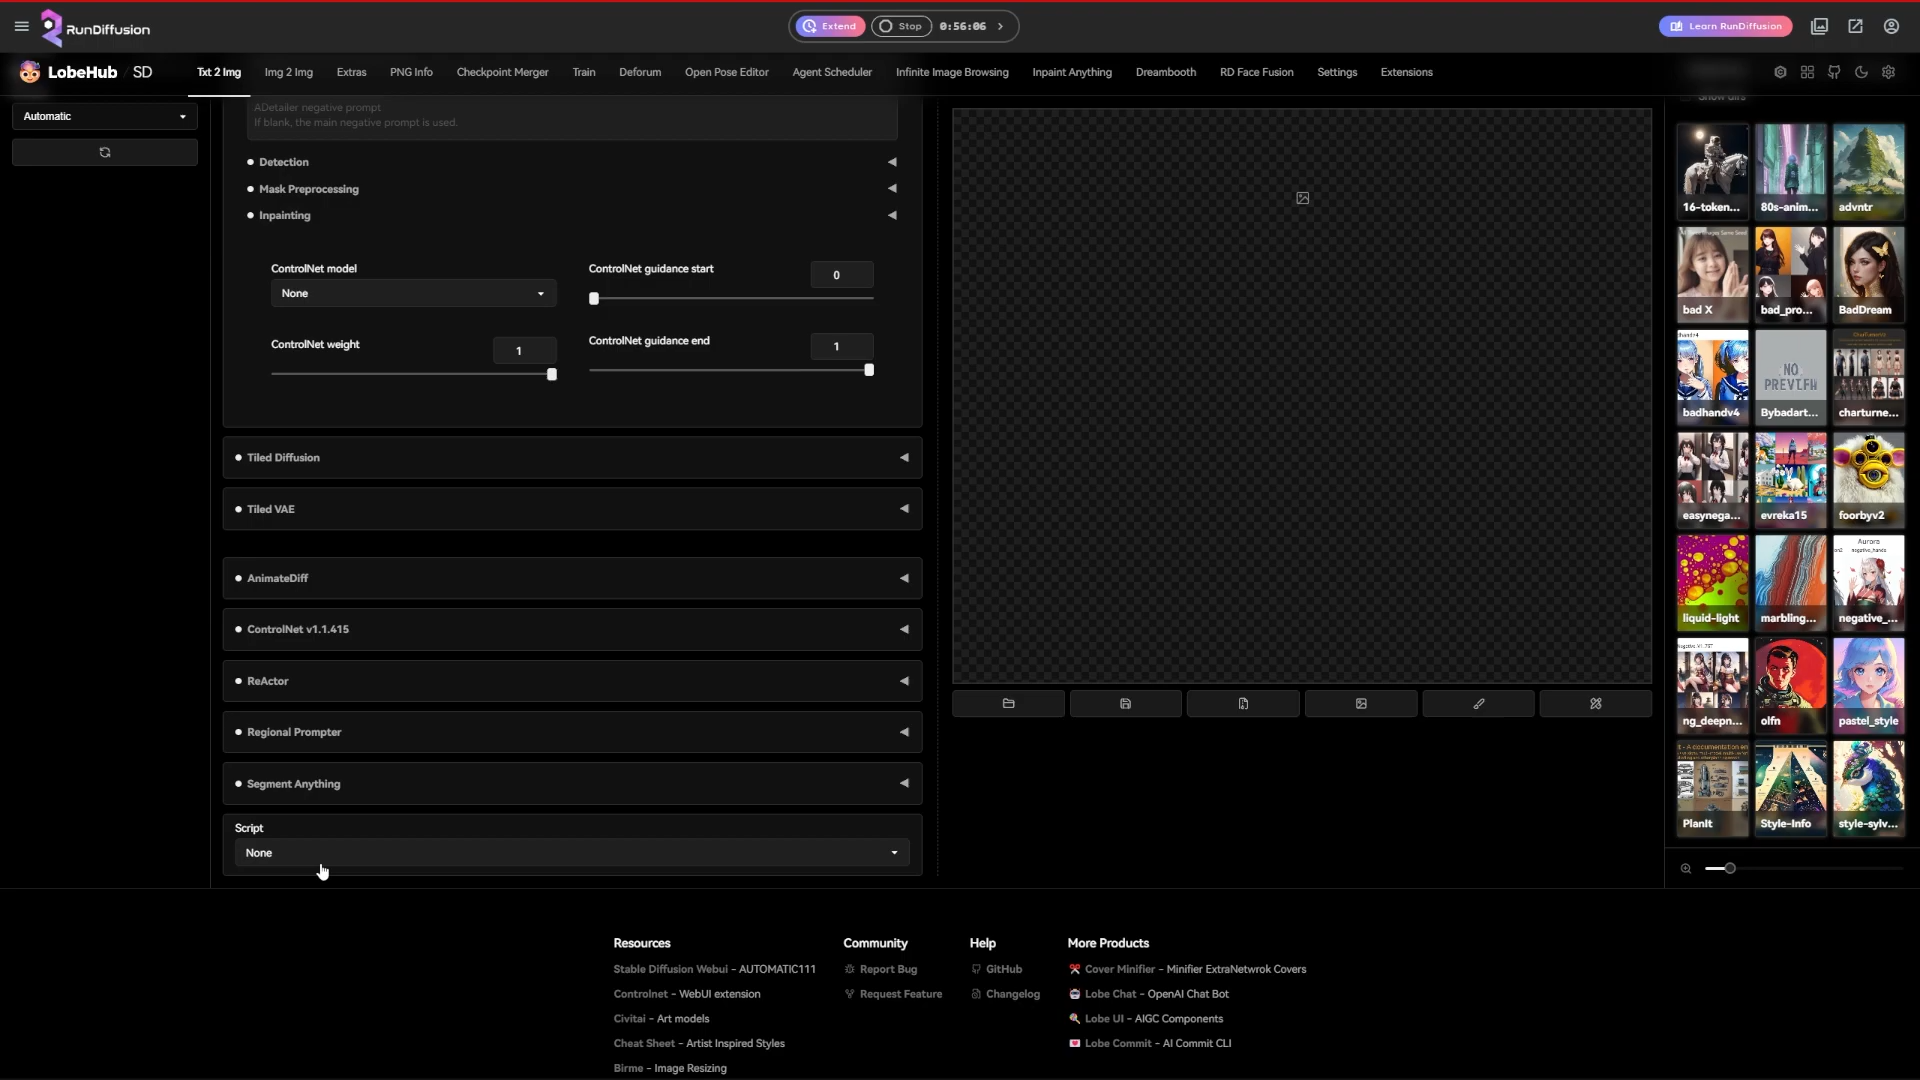 RunDiffusion
Extend
Stop
0:56:06
Learn RunDiffusion
LobeHub / SD
Txt 2 Img
Img 2 Img
Extras
PNG Info
Checkpoint Merger
Train
Deforum
Open Pose Editor
Agent Scheduler
Infinite Image Browsing
Inpaint Anything
Dreambooth
RD Face Fusion
Settings
Extensions
Automatic
ADetailer negative prompt
If blank, the main negative prompt is used.
Detection
Mask Preprocessing
Inpainting
ControlNet model
None
ControlNet guidance start
0
ControlNet weight
1
ControlNet guidance end
1
Tiled Diffusion
Tiled VAE
AnimateDiff
ControlNet v1.1.415
ReActor
Regional Prompter
Segment Anything
Script
None
Show dirs
16-token...
80s-anim...
advntr
bad X
bad_pro...
BadDream
badhandv4
NO
Bybadart...
charturne...
easynega...
evreka15
foorbyv2
liquid-light
marbling...
Aurora
negative_...
ng_deepn...
olfn
pastel_style
PlanIt
Style-Info
style-sylv...
Resources
Stable Diffusion Webui - AUTOMATIC111
Controlnet - WebUI extension
Civitai - Art models
Cheat Sheet - Artist Inspired Styles
Birme - Image Resizing
Community
Report Bug
Request Feature
Help
GitHub
Changelog
More Products
Cover Minifier - Minifier ExtraNetwrok Covers
Lobe Chat - OpenAI Chat Bot
Lobe UI - AIGC Components
Lobe Commit - AI Commit CLI